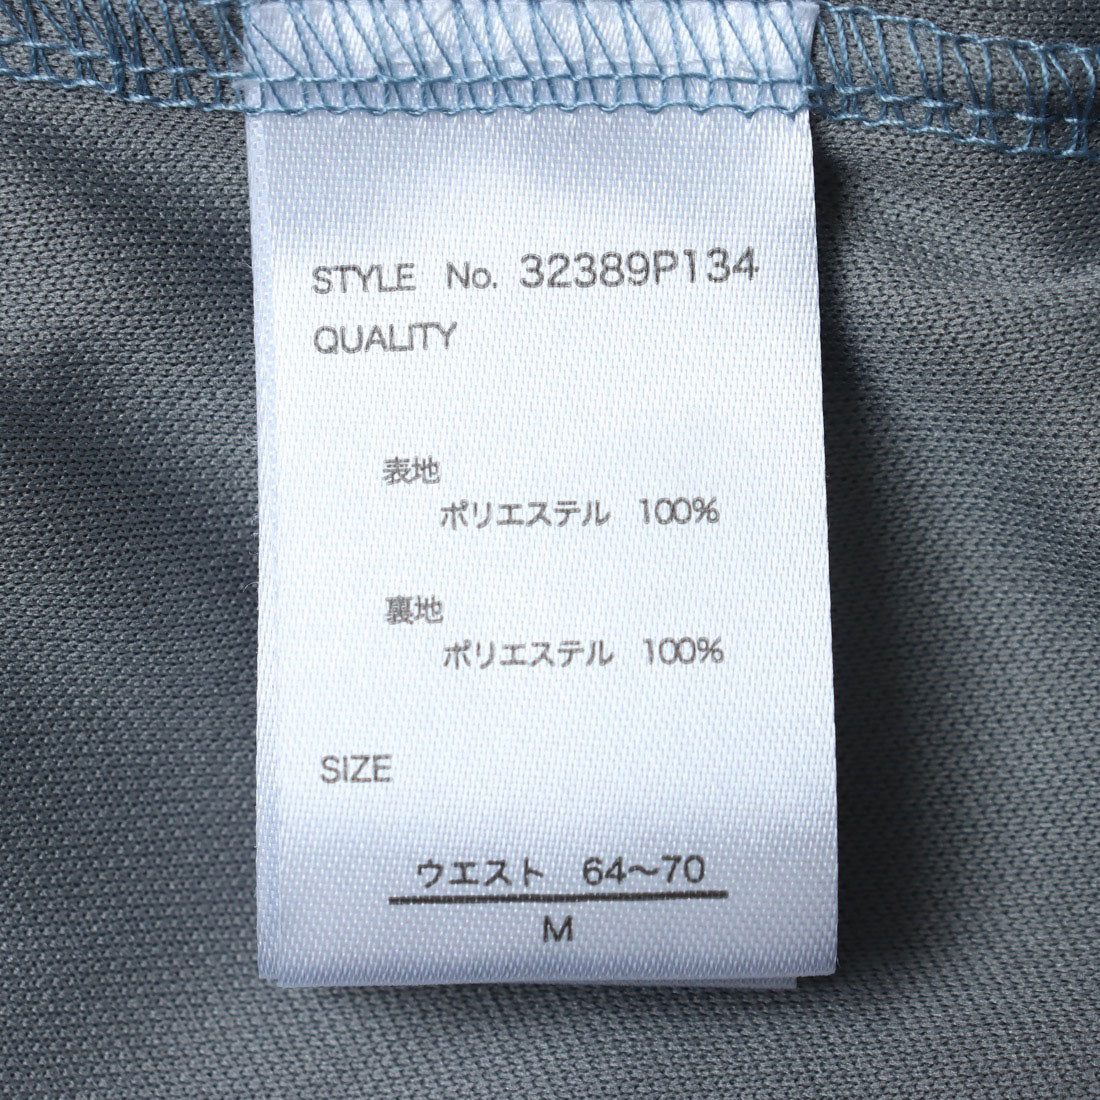 STYLE No. 32389P134
QUALITY
表地
ポリエステル 100%
裏地
ポリエステル 100%
SIZE
ウエスト 64～70
M